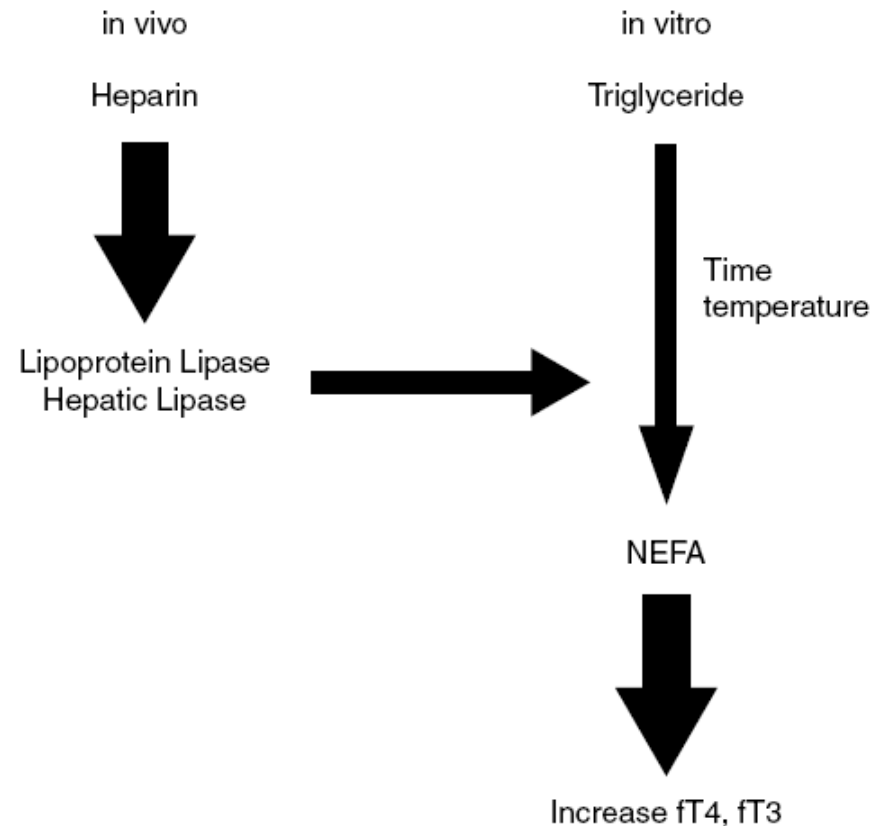 in vivo
in vitro
Heparin
Triglyceride
Time
temperature
Lipoprotein Lipase
Hepatic Lipase
NEFA
Increase fT4, fT3